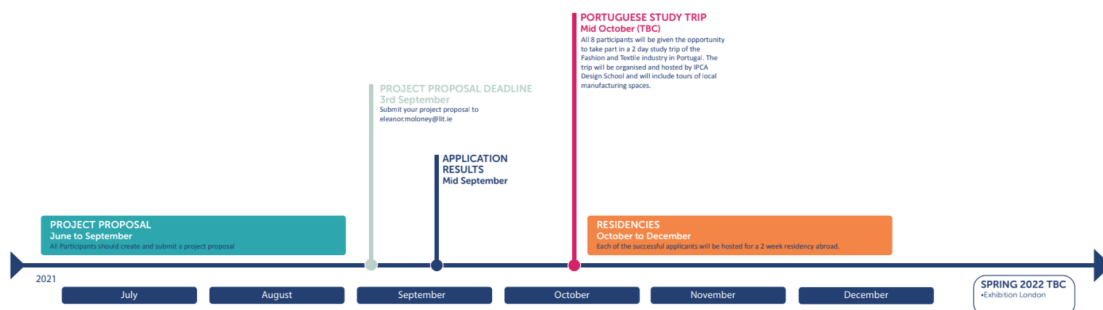 PORTUGUESE STUDY TRIP
Mid October (TBC)
All 8 participants will be given the opportunity
to take part in a 2 day study trip of the
Fashion and Textile industry in Portugal. The
trip will be organised and hosted by IPCA
Design School and will include tours of local
manufacturing spaces.
PROJECT PROPOSAL DEADLINE
3rd September
Submit your project proposal to
eleanor.moloney@lit.ie
APPLICATION
RESULTS
Mid September
PROJECT PROPOSAL
June to September
All Participants should create and submit a project proposal
RESIDENCIES
October to December
Each of the successful applicants will be hosted for a 2 week residency abroad.
2021
July
August
September
October
November
December
SPRING 2022 TBC
•Exhibition London